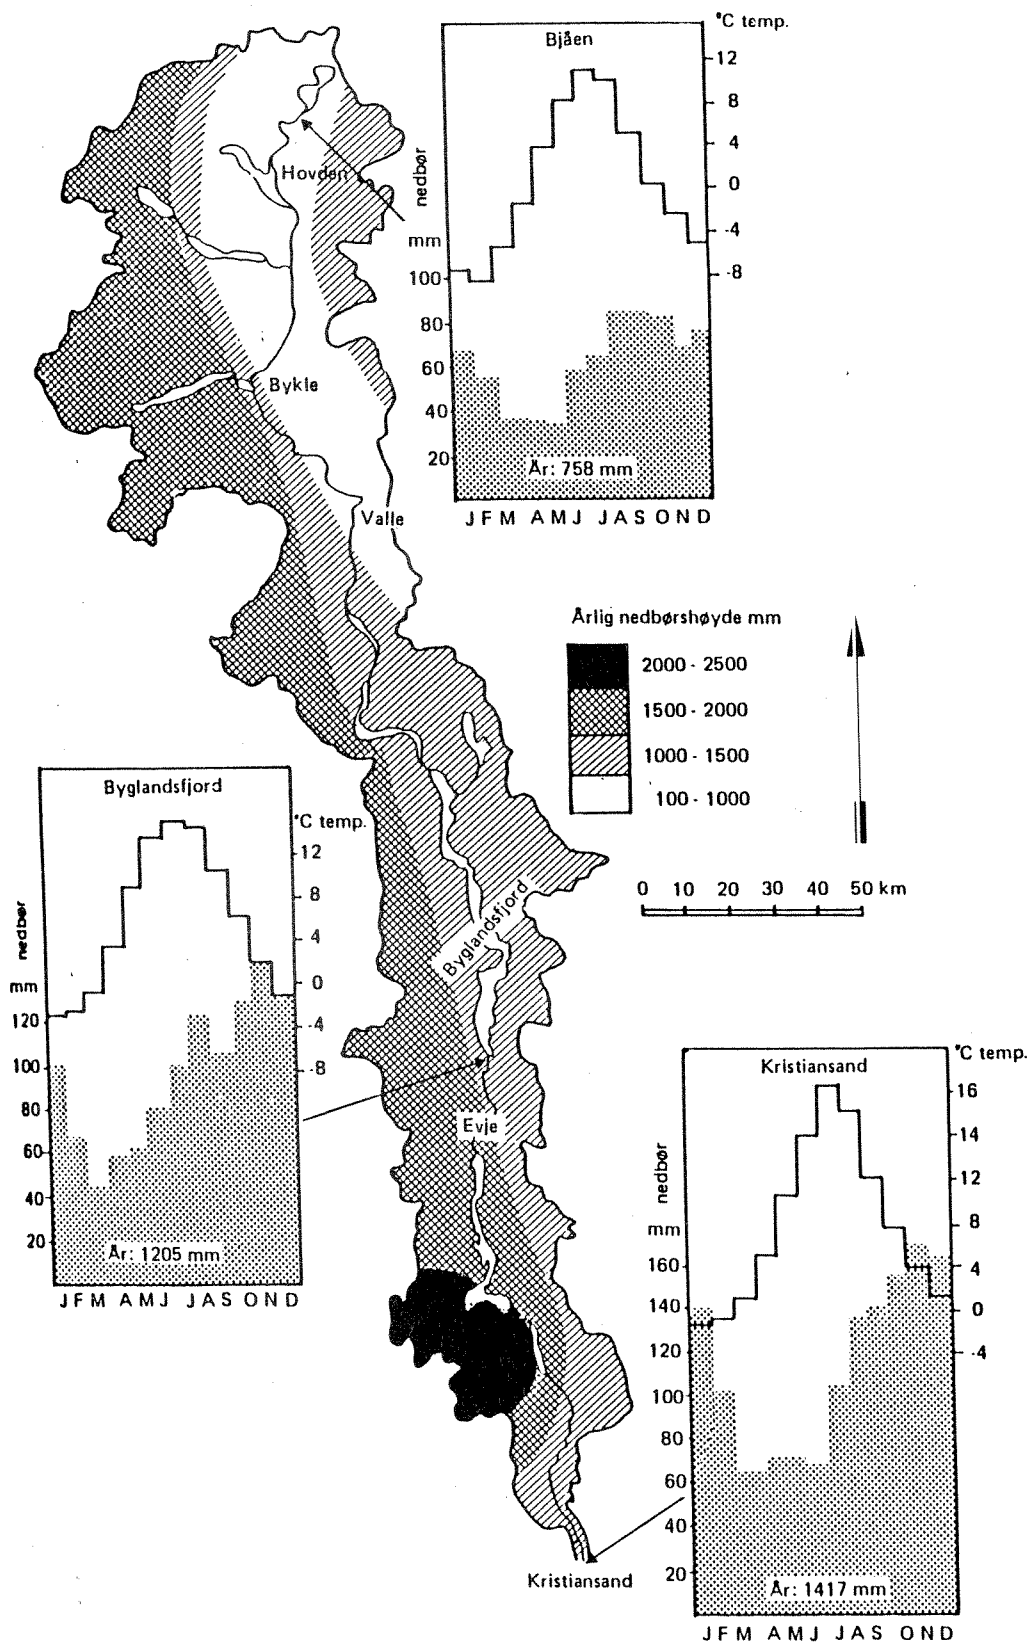 °C temp.
Bjåen
12
8
4
0
-4
-8
nedbør
mm
100
80
60
40
20
År: 758 mm
J F M A M J J A S O N D
Hovden
Bykle
Valle
Årlig nedbørshøyde mm
2000 - 2500
1500 - 2000
1000 - 1500
100 - 1000
0 10 20 30 40 50 km
Byglandsfjord
°C temp.
12
8
4
0
-4
-8
nedbør
mm
120
100
80
60
40
20
År: 1205 mm
J F M A M J J A S O N D
Byglandsfjord
Evje
Kristiansand
°C temp.
16
14
12
8
4
0
-4
nedbør
mm
160
140
120
100
80
60
40
20
År: 1417 mm
J F M A M J J A S O N D
Kristiansand